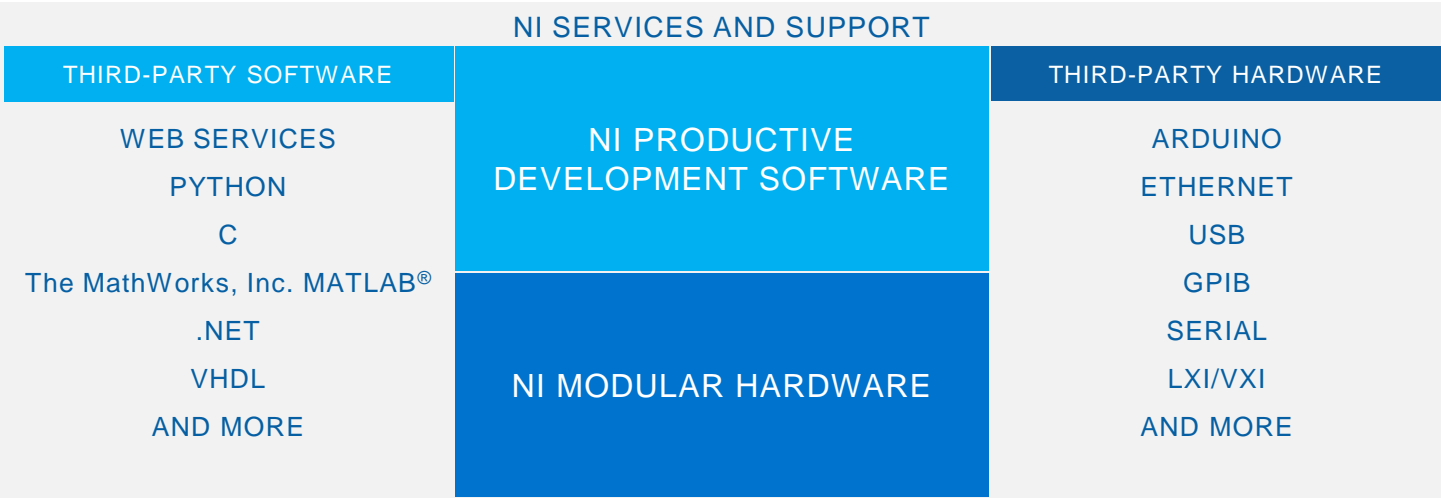 NI SERVICES AND SUPPORT
THIRD-PARTY SOFTWARE
WEB SERVICES
PYTHON
C
The MathWorks, Inc. MATLAB®
.NET
VHDL
AND MORE
NI PRODUCTIVE
DEVELOPMENT SOFTWARE
NI MODULAR HARDWARE
THIRD-PARTY HARDWARE
ARDUINO
ETHERNET
USB
GPIB
SERIAL
LXI/VXI
AND MORE